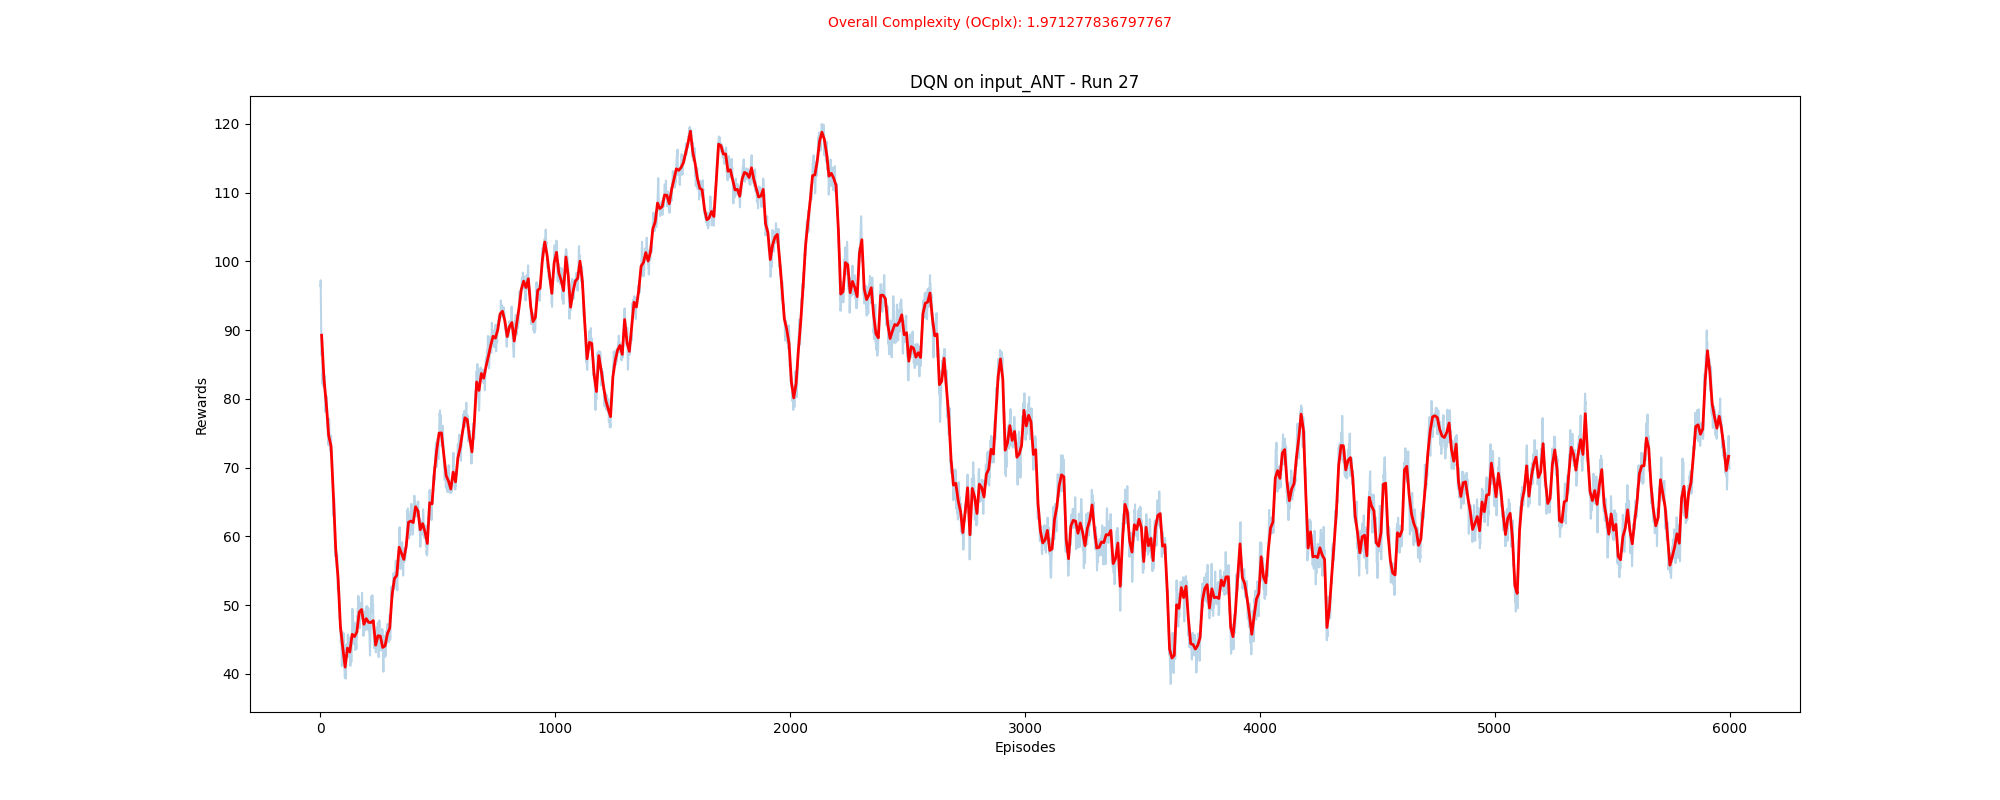 Overall Complexity (OCplx): 1.971277836797767
DQN on input_ANT - Run 27
Rewards
120
110
100
90
80
70
60
50
40
0 1000 2000 3000 4000 5000 6000
Episodes